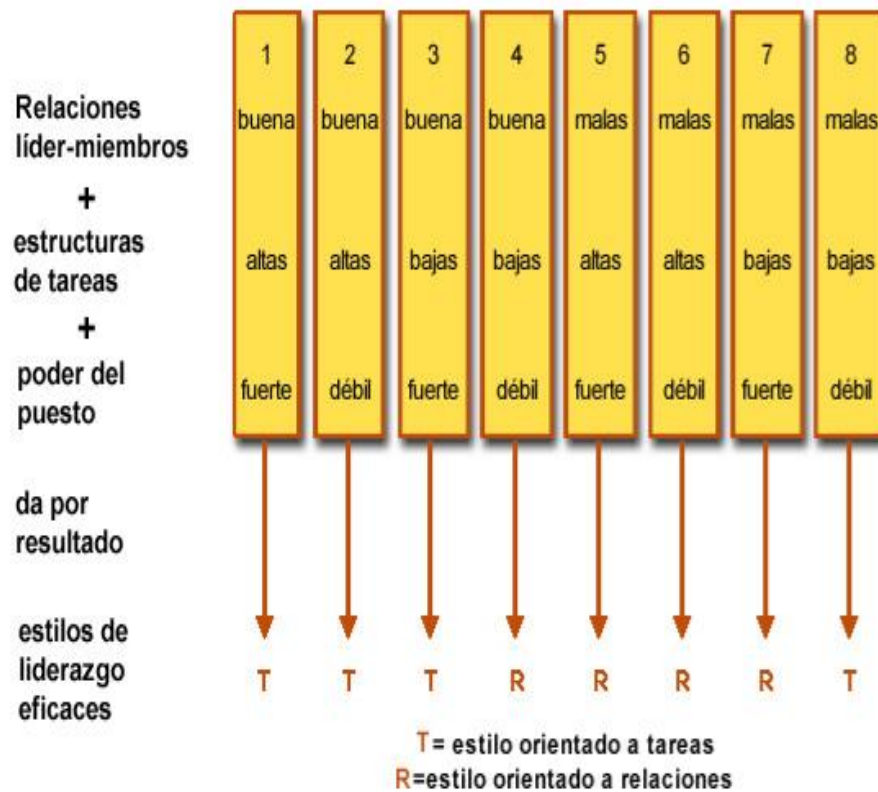 1 2 3 4 5 6 7 8
Relaciones
líder-miembros
buena buena buena buena malas malas malas malas
+
estructuras
de tareas
altas altas bajas bajas altas altas bajas bajas
+
poder del
puesto
fuerte débil fuerte débil fuerte débil fuerte débil
da por
resultado
estilos de
liderazgo
eficaces
T T T R R R R T
T= estilo orientado a tareas
R=estilo orientado a relaciones